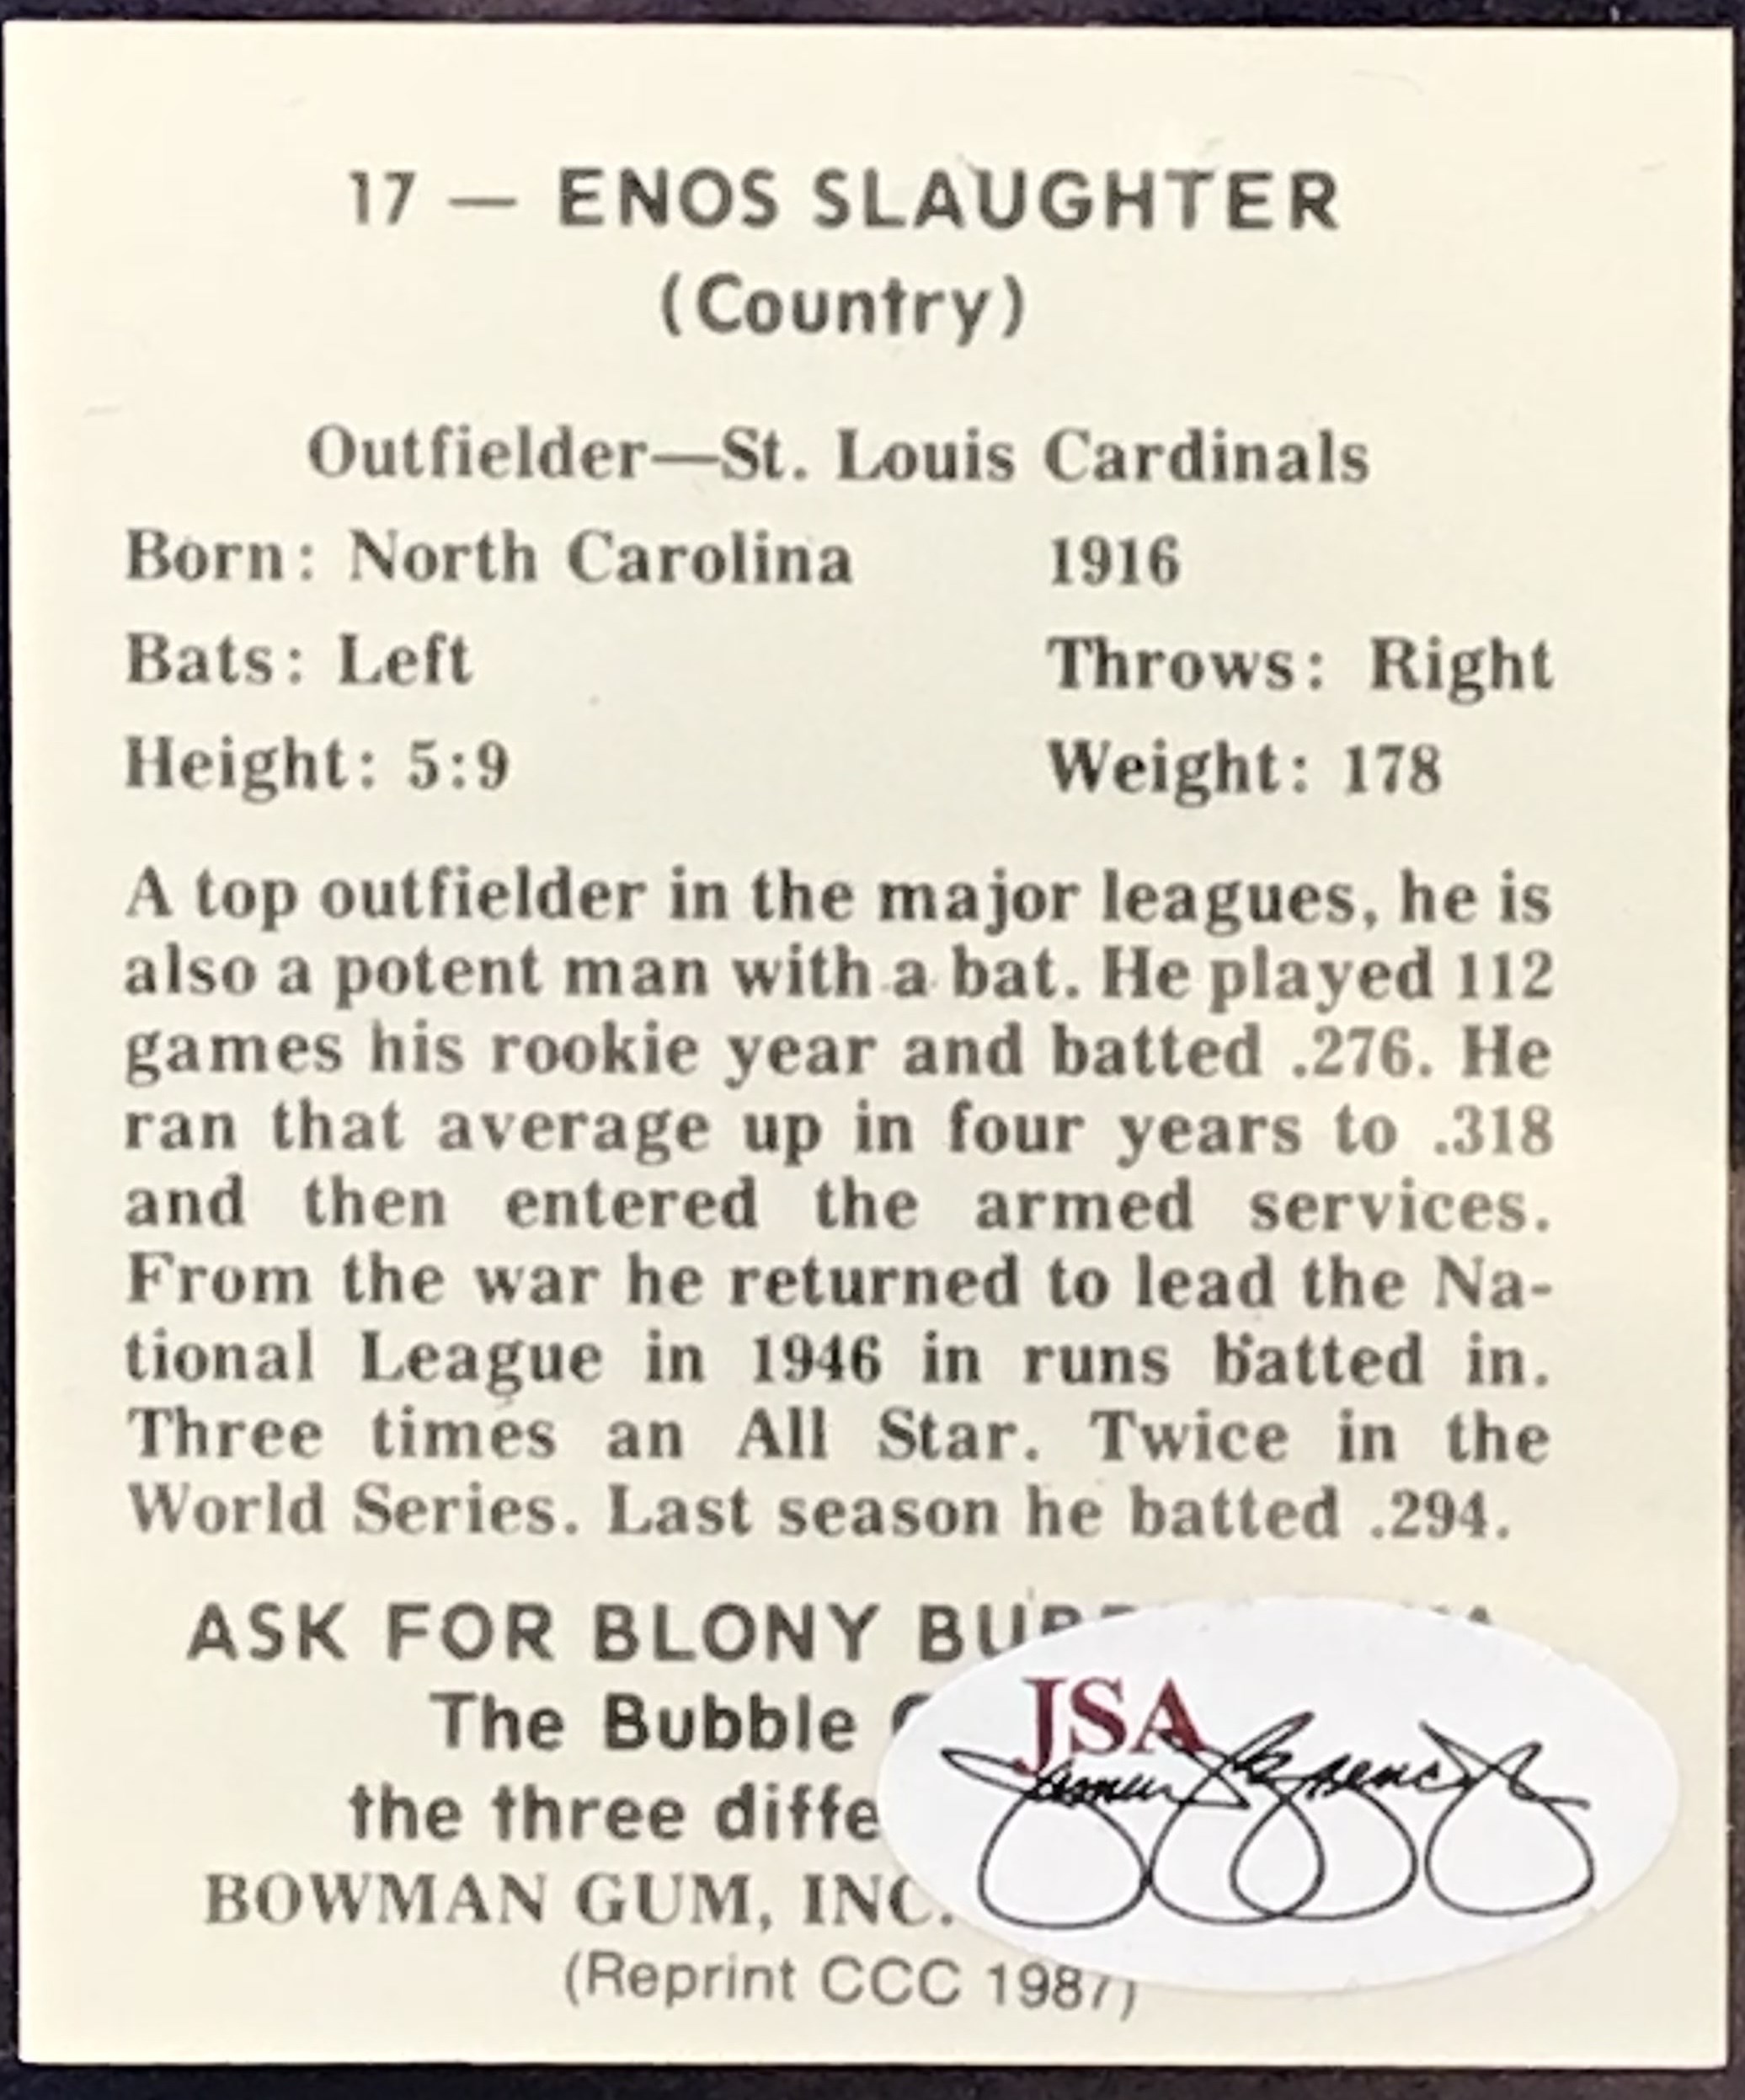 17 — ENOS SLAUGHTER
(Country)
Outfielder—St. Louis Cardinals
Born: North Carolina 1916
Bats: Left Throws: Right
Height: 5:9 Weight: 178
A top outfielder in the major leagues, he is
also a potent man with a bat. He played 112
games his rookie year and batted .276. He
ran that average up in four years to .318
and then entered the armed services.
From the war he returned to lead the Na-
tional League in 1946 in runs batted in.
Three times an All Star. Twice in the
World Series. Last season he batted .294.
ASK FOR BLONY
The Bubble
the three
BOWMAN GUM, INC.
(Reprint CCC 1987)
JSA